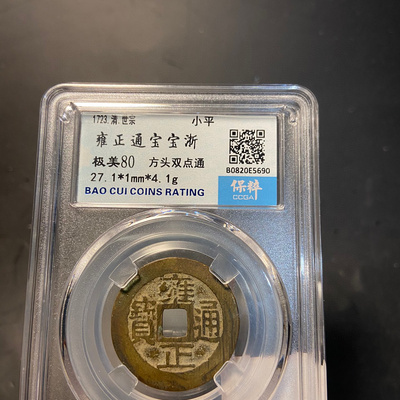 1723.清.世宗 小平
雍正通宝宝浙
极美80 方头双点通
27.1*1mm*4.1g B0820E5690
BAO CUI COINS RATING 保粹
CCGA
雍
寶 通
正